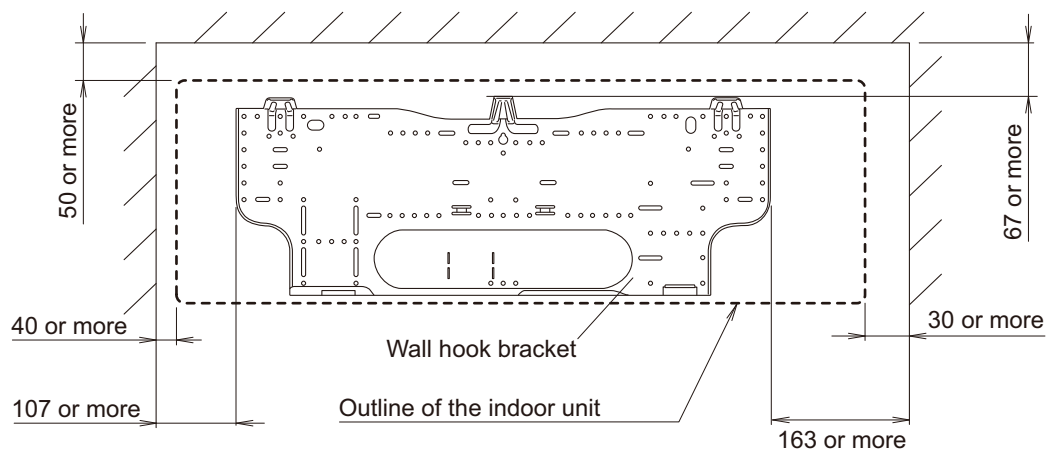 50 or more
67 or more
40 or more
30 or more
Wall hook bracket
107 or more
Outline of the indoor unit
163 or more